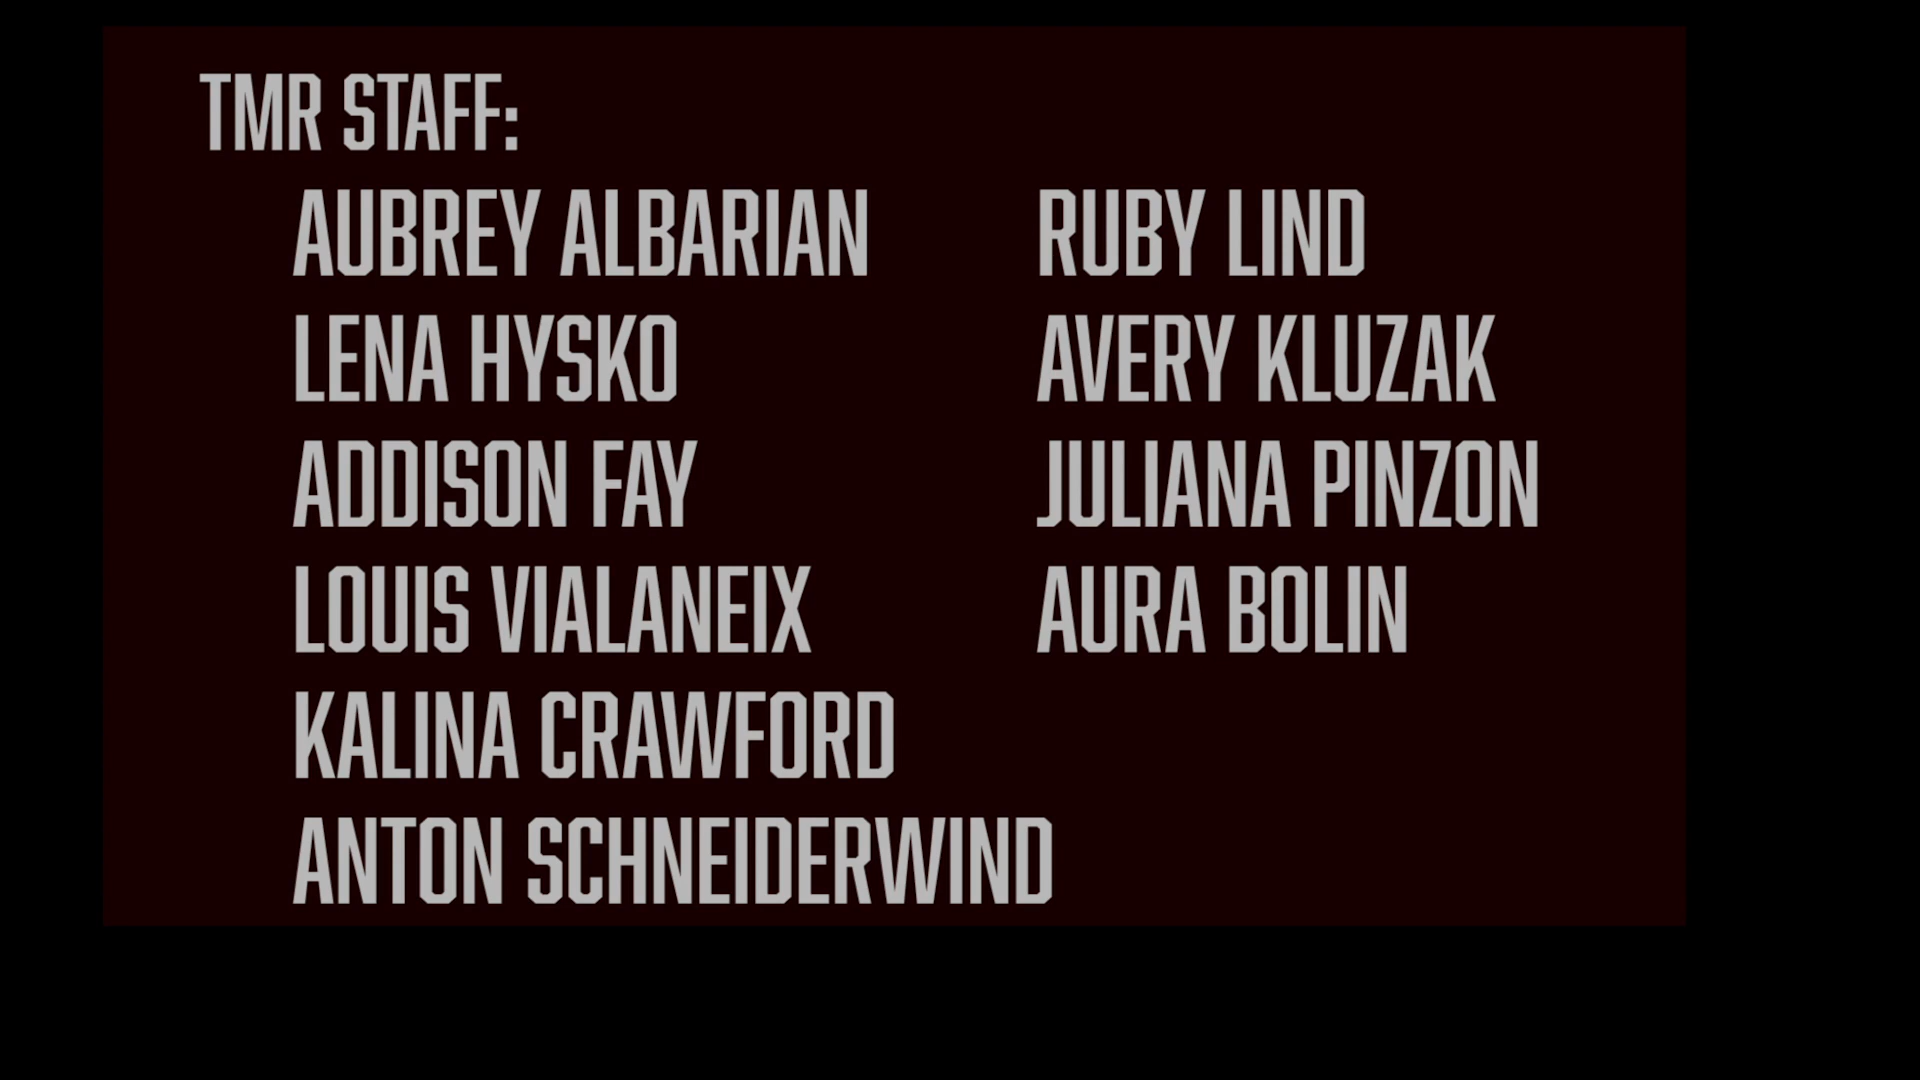 TMR STAFF:
AUBREY ALBARIAN
LENA HYSKO
ADDISON FAY
LOUIS VIALANEIX
KALINA CRAWFORD
ANTON SCHNEIDERWIND
RUBY LIND
AVERY KLUZAK
JULIANA PINZON
AURA BOLIN